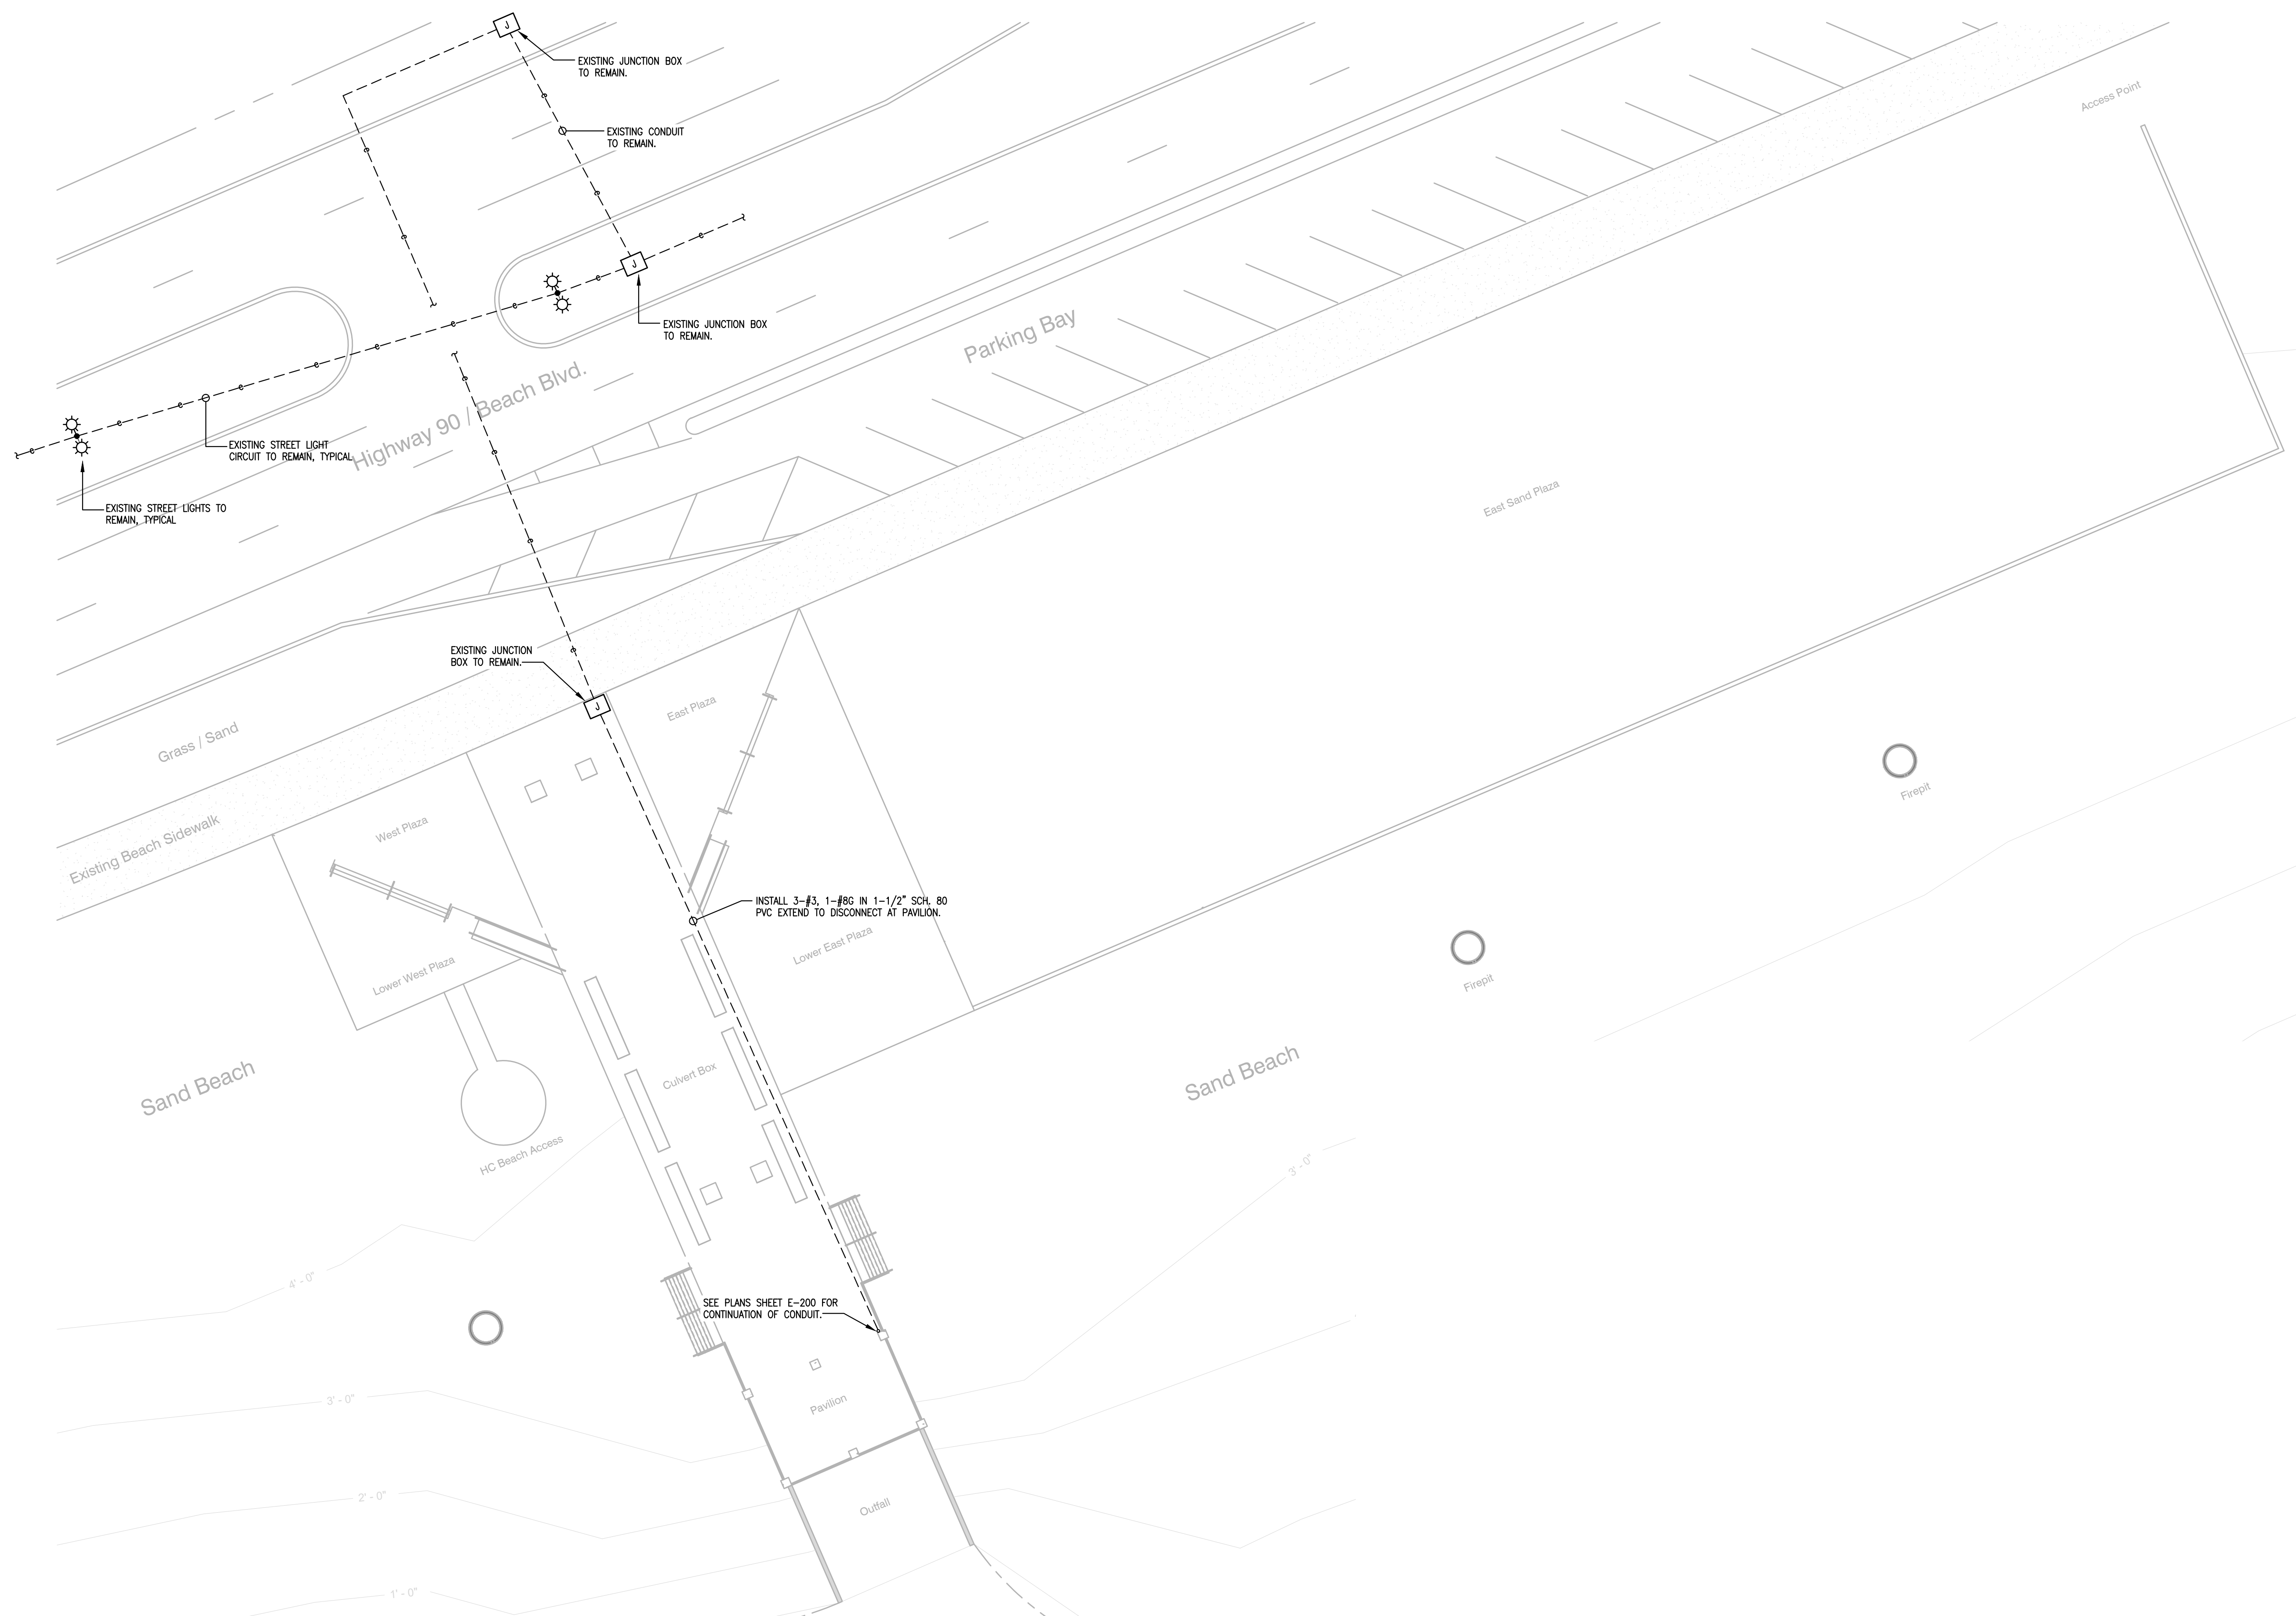 J
EXISTING JUNCTION BOX
TO REMAIN.
Access Point
EXISTING CONDUIT
TO REMAIN.
J
EXISTING JUNCTION BOX
TO REMAIN.
Parking Bay
Highway 90 / Beach Blvd.
EXISTING STREET LIGHT
CIRCUIT TO REMAIN, TYPICAL
EXISTING STREET LIGHTS TO
REMAIN, TYPICAL
East Sand Plaza
EXISTING JUNCTION
BOX TO REMAIN.
J
East Plaza
Grass / Sand
Firepit
West Plaza
Existing Beach Sidewalk
INSTALL 3-#3, 1-#8G IN 1-1/2" SCH. 80
PVC EXTEND TO DISCONNECT AT PAVILION.
Lower East Plaza
Lower West Plaza
Firepit
Sand Beach
Culvert Box
Sand Beach
HC Beach Access
3' - 0"
4' - 0"
SEE PLANS SHEET E-200 FOR
CONTINUATION OF CONDUIT.
3' - 0"
Pavilion
2' - 0"
Outfall
1' - 0"